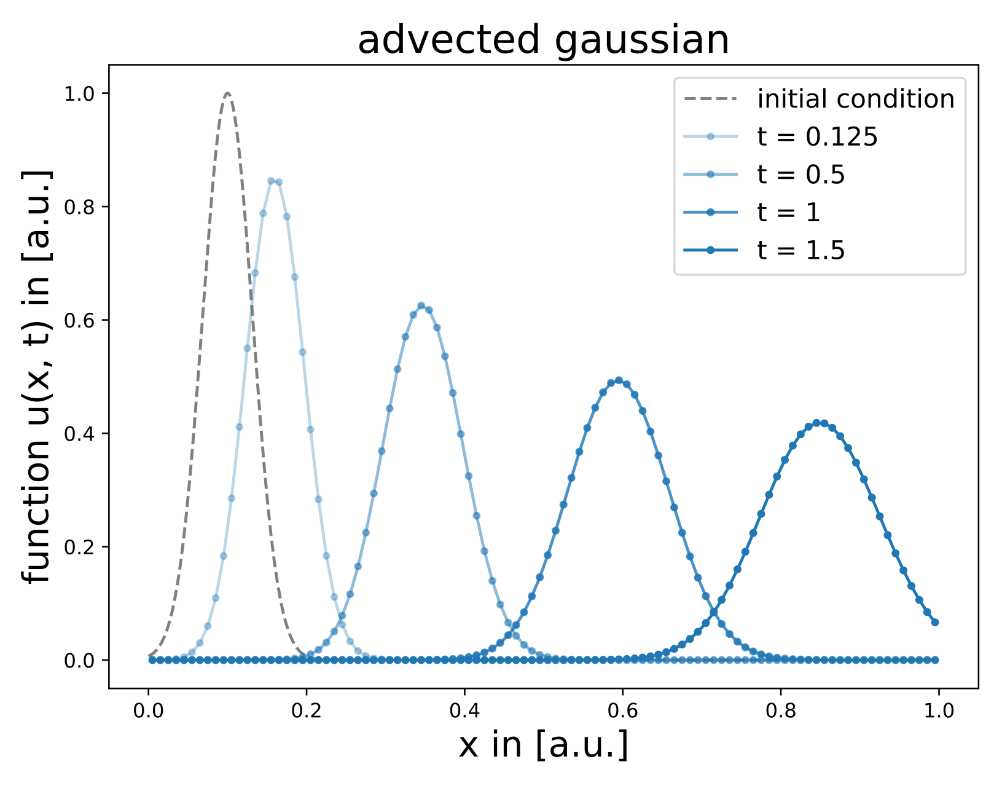 advected gaussian
function u(x, t) in [a.u.]
1.0
0.8
0.6
0.4
0.2
0.0
initial condition
t = 0.125
t = 0.5
t = 1
t = 1.5
0.0 0.2 0.4 0.6 0.8 1.0
x in [a.u.]